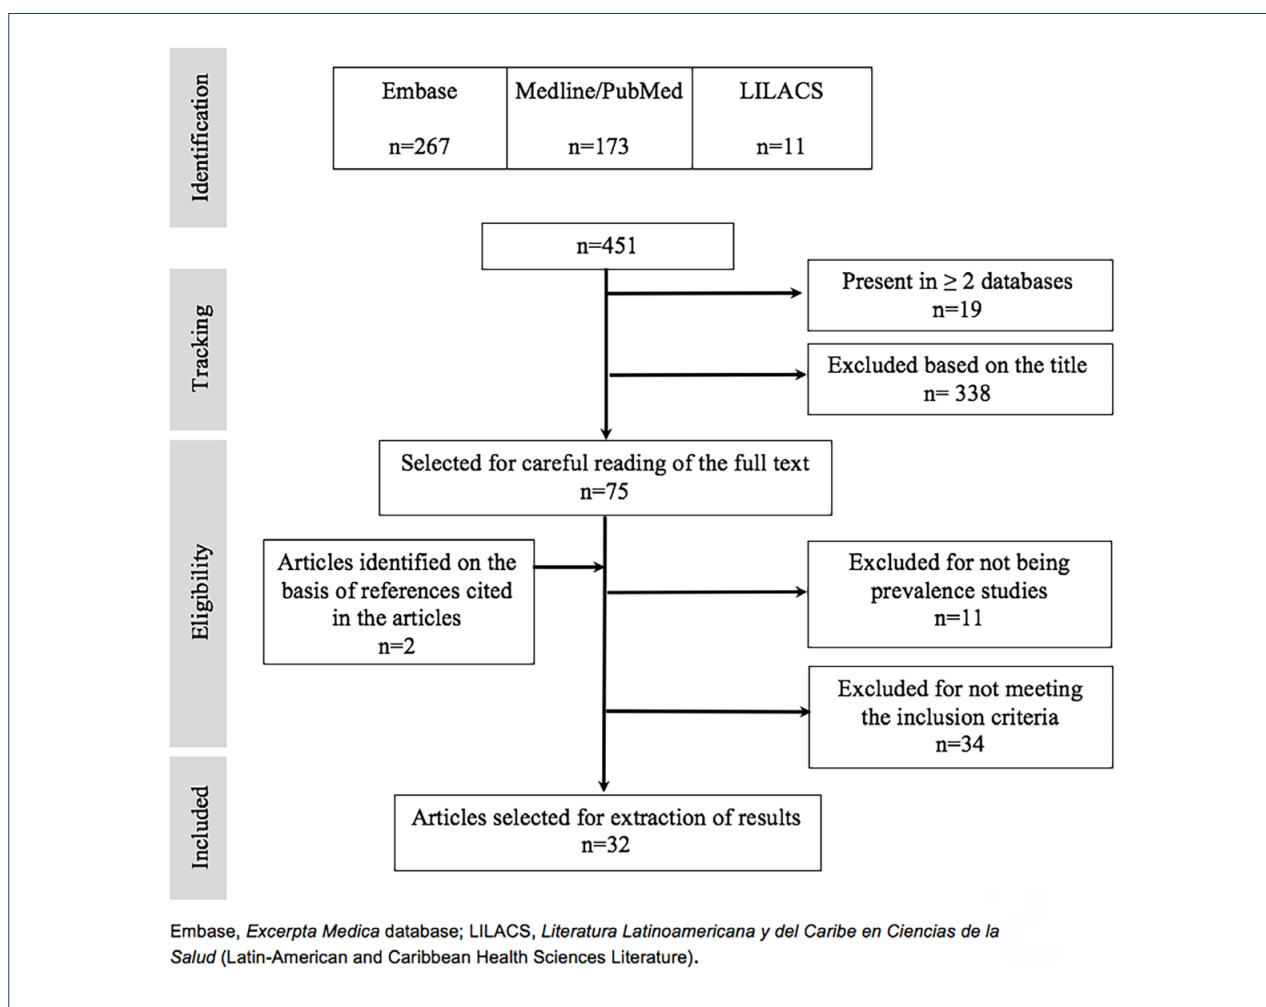 Identification
Embase
n=267
Medline/PubMed
n=173
LILACS
n=11
n=451
Tracking
Present in ≥ 2 databases
n=19
Excluded based on the title
n= 338
Eligibility
Selected for careful reading of the full text
n=75
Articles identified on the
basis of references cited
in the articles
n=2
Excluded for not being
prevalence studies
n=11
Excluded for not meeting
the inclusion criteria
n=34
Included
Articles selected for extraction of results
n=32
Embase, Excerpta Medica database; LILACS, Literatura Latinoamericana y del Caribe en Ciencias de la
Salud (Latin-American and Caribbean Health Sciences Literature).